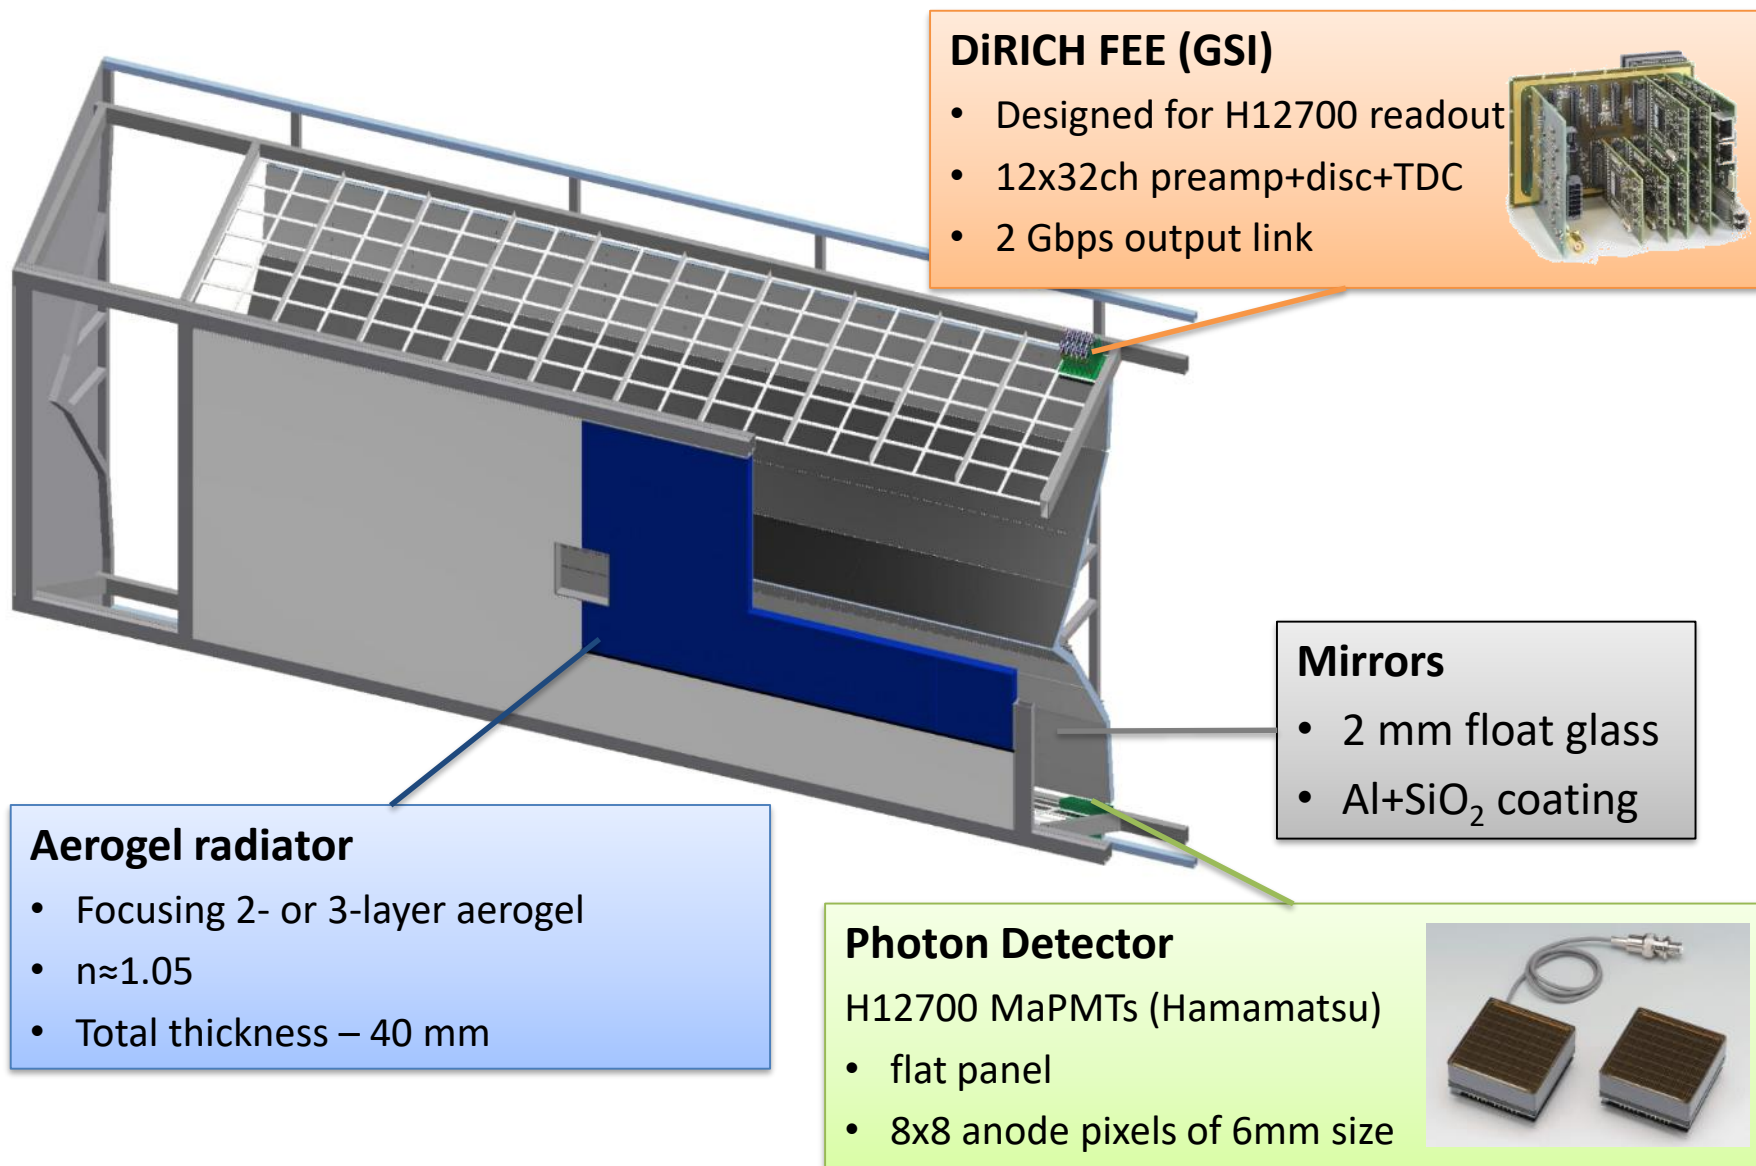 DiRICH FEE (GSI)
• Designed for H12700 readout
• 12x32ch preamp+disc+TDC
• 2 Gbps output link
Mirrors
• 2 mm float glass
• Al+SiO₂ coating
Aerogel radiator
• Focusing 2- or 3-layer aerogel
• n≈1.05
• Total thickness – 40 mm
Photon Detector
H12700 MaPMTs (Hamamatsu)
• flat panel
• 8x8 anode pixels of 6mm size